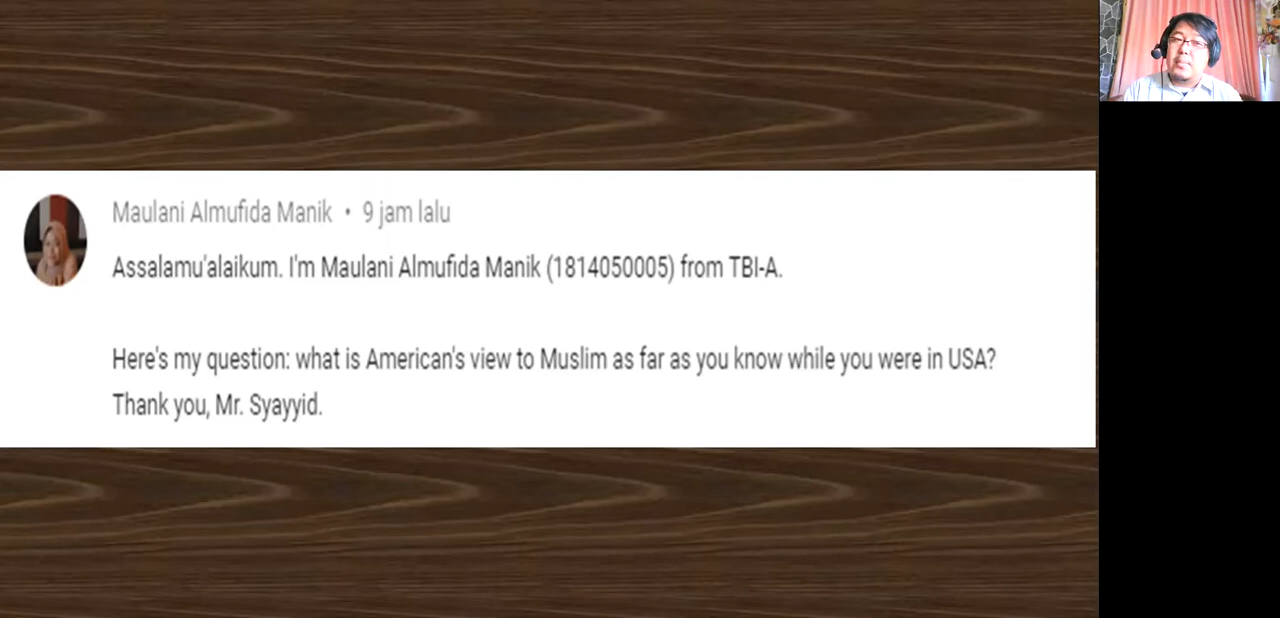 Maulani Almufida Manik • 9 jam lalu
Assalamu'alaikum. I'm Maulani Almufida Manik (1814050005) from TBI-A.
Here's my question: what is American's view to Muslim as far as you know while you were in USA?
Thank you, Mr. Syayyid.